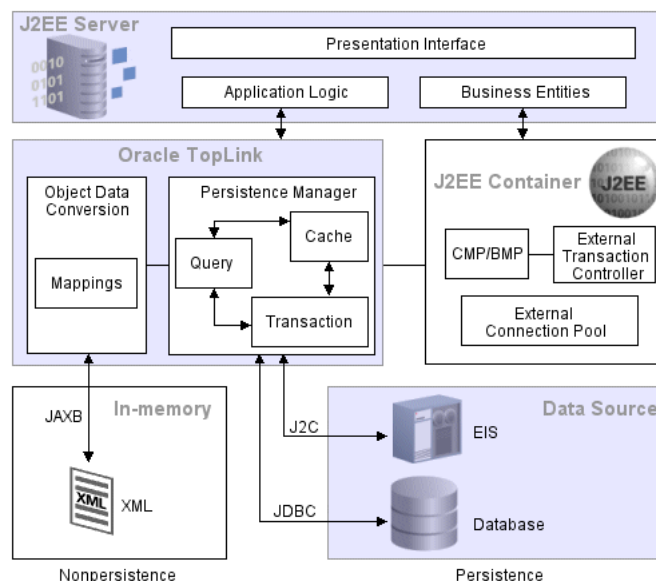 J2EE Server
0010
0101
1101
Presentation Interface
Application Logic
Business Entities
Oracle TopLink
Object Data
Conversion
Mappings
Persistence Manager
Cache
Query
Transaction
J2EE Container
J2EE
CMP/BMP
External
Transaction
Controller
External
Connection Pool
In-memory
JAXB
XML
XML
Nonpersistence
Data Source
J2C
EIS
JDBC
Database
Persistence